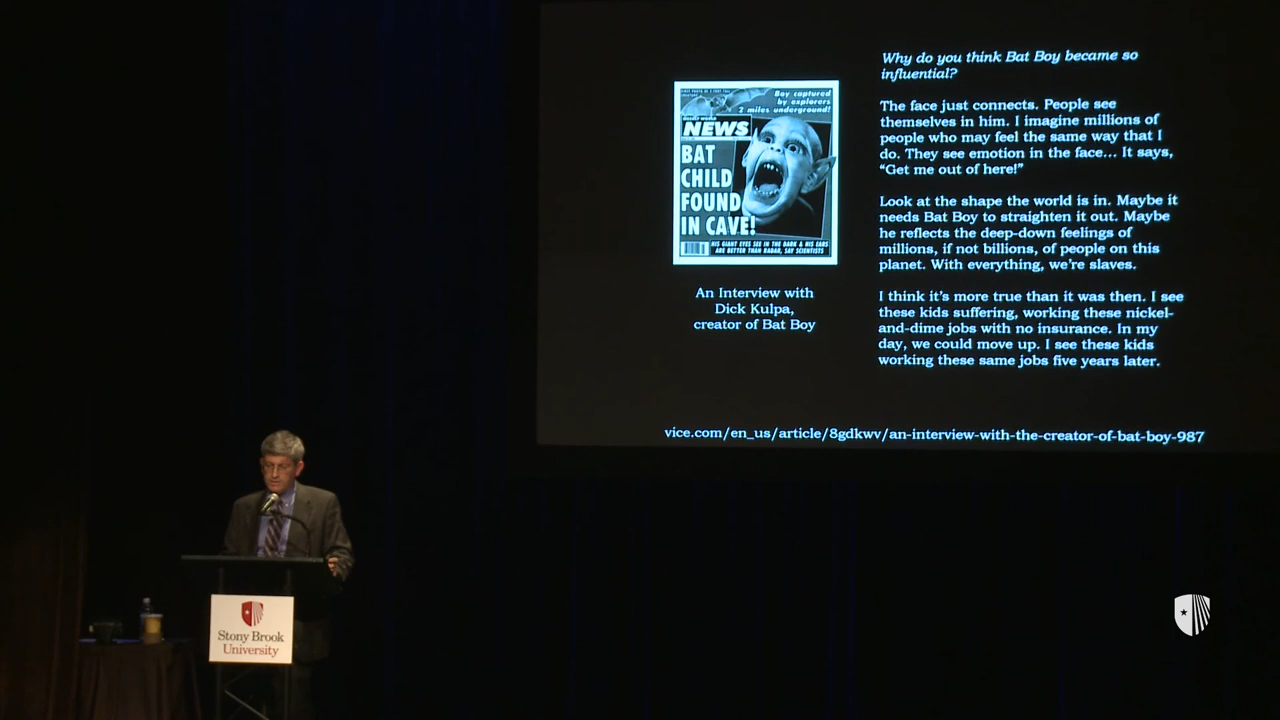 Why do you think Bat Boy became so
influential?
The face just connects. People see
themselves in him. I imagine millions of
people who may feel the same way that I
do. They see emotion in the face... It says,
“Get me out of here!”
Look at the shape the world is in. Maybe it
needs Bat Boy to straighten it out. Maybe
he reflects the deep-down feelings of
millions, if not billions, of people on this
planet. With everything, we’re slaves.
I think it’s more true than it was then. I see
these kids suffering, working these nickel-
and-dime jobs with no insurance. In my
day, we could move up. I see these kids
working these same jobs five years later.
Boy captured
by explorers
2 miles underground!
WEEKLY WORLD
NEWS
BAT
CHILD
FOUND
IN CAVE!
HIS GIANT EYES SEE IN THE DARK & HIS EARS
ARE BETTER THAN RADAR, SAY SCIENTISTS
An Interview with
Dick Kulpa,
creator of Bat Boy
vice.com/en_us/article/8gdkwv/an-interview-with-the-creator-of-bat-boy-987
Stony Brook
University